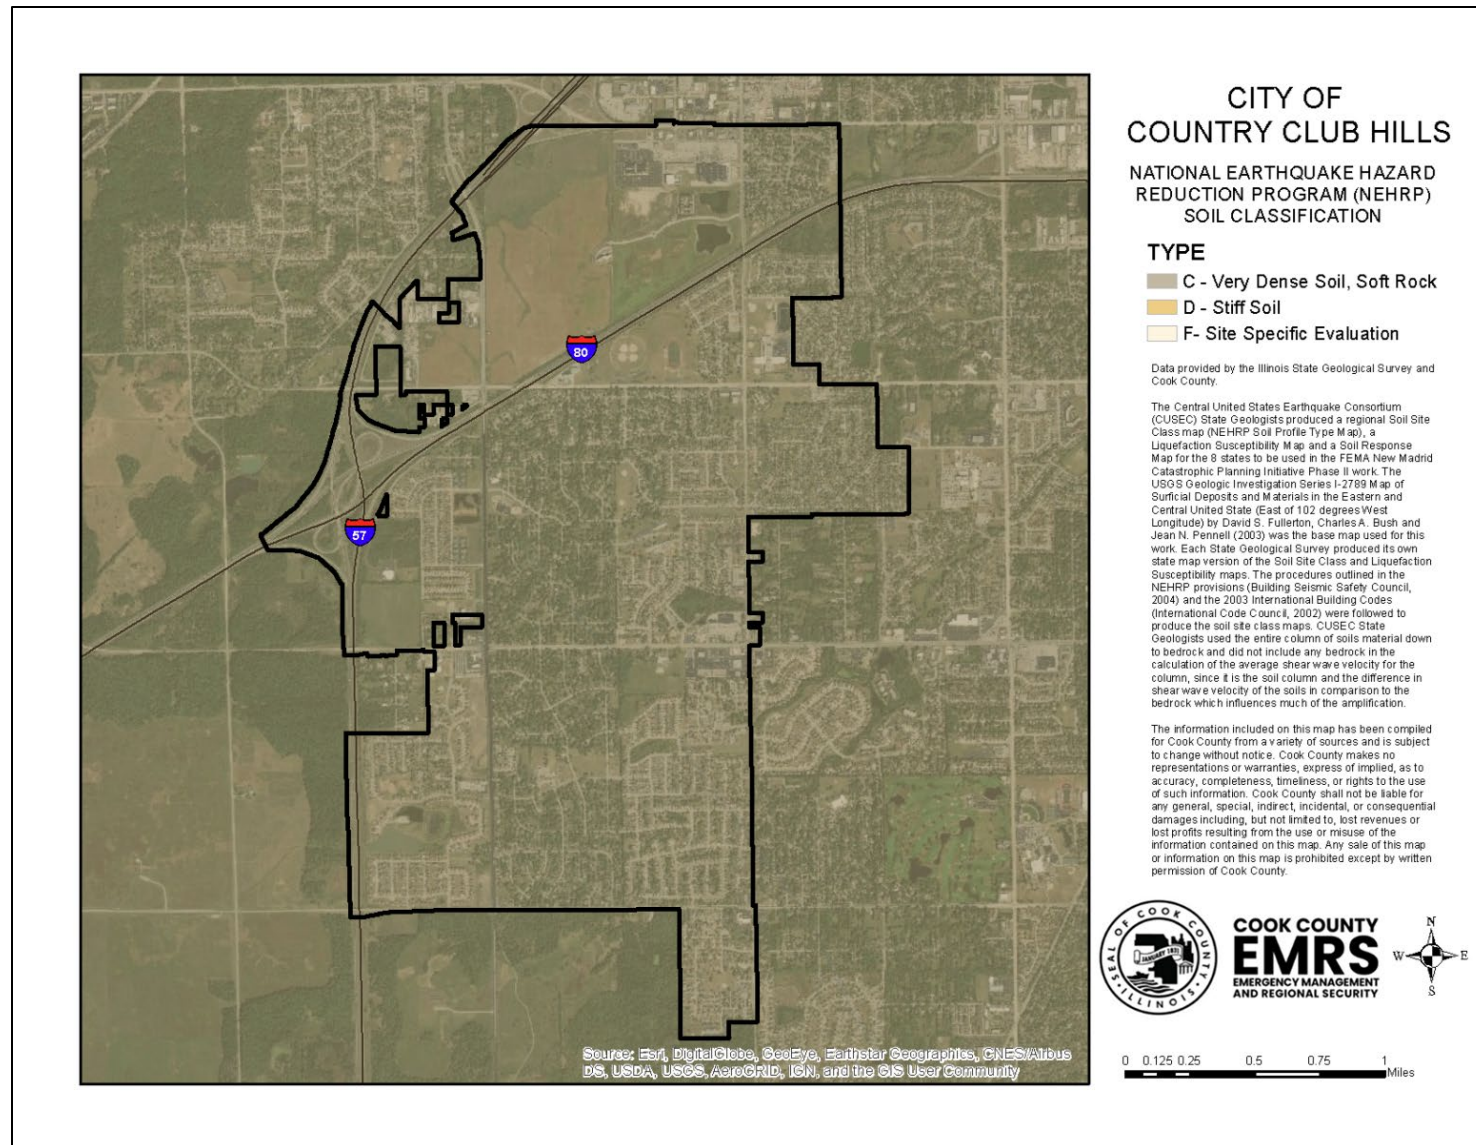 CITY OF
COUNTRY CLUB HILLS
NATIONAL EARTHQUAKE HAZARD
REDUCTION PROGRAM (NEHRP)
SOIL CLASSIFICATION
TYPE
C - Very Dense Soil, Soft Rock
D - Stiff Soil
F- Site Specific Evaluation
Data provided by the Illinois State Geological Survey and
Cook County.
The Central United States Earthquake Consortium
(CUSEC) State Geologists produced a regional Soil Site
Class map (NEHRP Soil Profile Type Map), a
Liquefaction Susceptibility Map and a Soil Response
Map for the 8 states to be used in the FEMA New Madrid
Catastrophic Planning Initiative Phase II work. The
USGS Geologic Investigation Series I-2789 Map of
Surficial Deposits and Materials in the Eastern and
Central United State (East of 102 degrees West
Longitude) by David S. Fullerton, Charles A. Bush and
Jean N. Pennell (2003) was the base map used for this
work. Each State Geological Survey produced its own
state map version of the Soil Site Class and Liquefaction
Susceptibility maps. The procedures outlined in the
NEHRP provisions (Building Seismic Safety Council,
2004) and the 2003 International Building Codes
(International Code Council, 2002) were followed to
produce the soil site class maps. CUSEC State
Geologists used the entire column of soils material down
to bedrock and did not include any bedrock in the
calculation of the average shear wave velocity for the
column, since it is the soil column and the difference in
shear wave velocity of the soils in comparison to the
bedrock which influences much of the amplification.
The information included on this map has been compiled
for Cook County from a variety of sources and is subject
to change without notice. Cook County makes no
representations or warranties, express of implied, as to
accuracy, completeness, timeliness, or rights to the use
of such information. Cook County shall not be liable for
any general, special, indirect, incidental, or consequential
damages including, but not limited to, lost revenues or
lost profits resulting from the use or misuse of the
information contained on this map. Any sale of this map
or information on this map is prohibited except by written
permission of Cook County.
80
57
Source: Esri, DigitalGlobe, GeoEye, Earthstar Geographics, CNES/Airbus
DS, USDA, USGS, AeroGRID, IGN, and the GIS User Community
SEAL OF COOK COUNTY
JANUARY 1831
ILLINOIS
COOK COUNTY
EMRS
EMERGENCY MANAGEMENT
AND REGIONAL SECURITY
N
W E
S
0 0.125 0.25 0.5 0.75 1
Miles